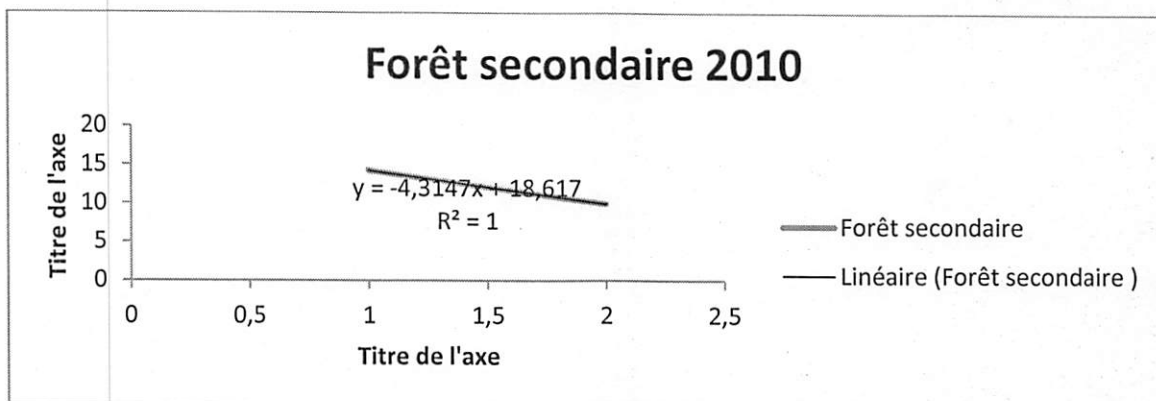 Forêt secondaire 2010
Titre de l'axe
20
15
10
5
0
y = -4,3147x + 18,617
R² = 1
0 0,5 1 1,5 2 2,5
Titre de l'axe
Forêt secondaire
Linéaire (Forêt secondaire )